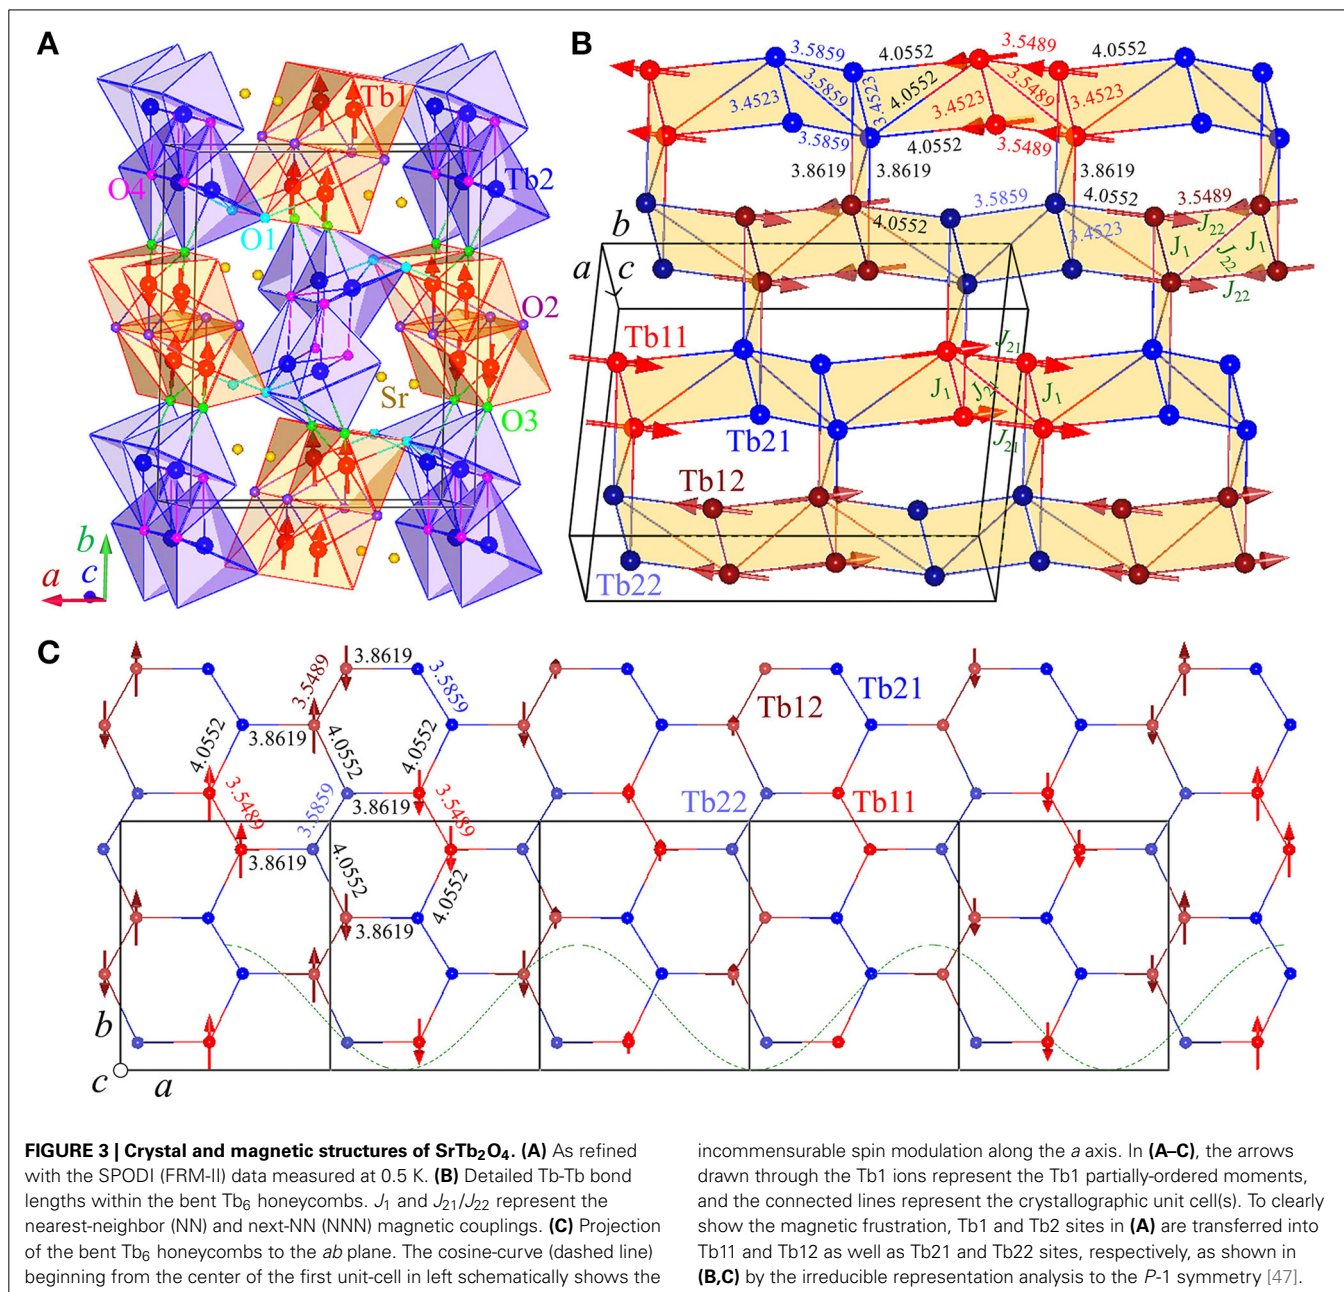 A
Tb1
O4
Tb2
O1
O2
Sr
O3
b
c
a
B
3.5859
4.0552
3.5489
4.0552
3.4523
3.5859
3.4523
4.0552
3.4523
3.5489
3.4523
3.5859
4.0552
3.5489
3.8619
3.8619
3.8619
3.5859
4.0552
3.5489
4.0552
3.4523
J22
J1
J22
J1
J22
b
a
c
Tb11
J21
J1
J21
J1
J21
Tb21
Tb12
Tb22
C
3.8619
3.5489
3.5859
Tb21
Tb12
4.0552
3.8619
4.0552
4.0552
3.5489
3.5859
3.8619
3.5489
Tb22
Tb11
3.8619
4.0552
4.0552
3.8619
b
c
a
FIGURE 3 | Crystal and magnetic structures of SrTb2O4. (A) As refined
with the SPODI (FRM-II) data measured at 0.5 K. (B) Detailed Tb-Tb bond
lengths within the bent Tb6 honeycombs. J1 and J21/J22 represent the
nearest-neighbor (NN) and next-NN (NNN) magnetic couplings. (C) Projection
of the bent Tb6 honeycombs to the ab plane. The cosine-curve (dashed line)
beginning from the center of the first unit-cell in left schematically shows the
incommensurable spin modulation along the a axis. In (A–C), the arrows
drawn through the Tb1 ions represent the Tb1 partially-ordered moments,
and the connected lines represent the crystallographic unit cell(s). To clearly
show the magnetic frustration, Tb1 and Tb2 sites in (A) are transferred into
Tb11 and Tb12 as well as Tb21 and Tb22 sites, respectively, as shown in
(B,C) by the irreducible representation analysis to the P-1 symmetry [47].